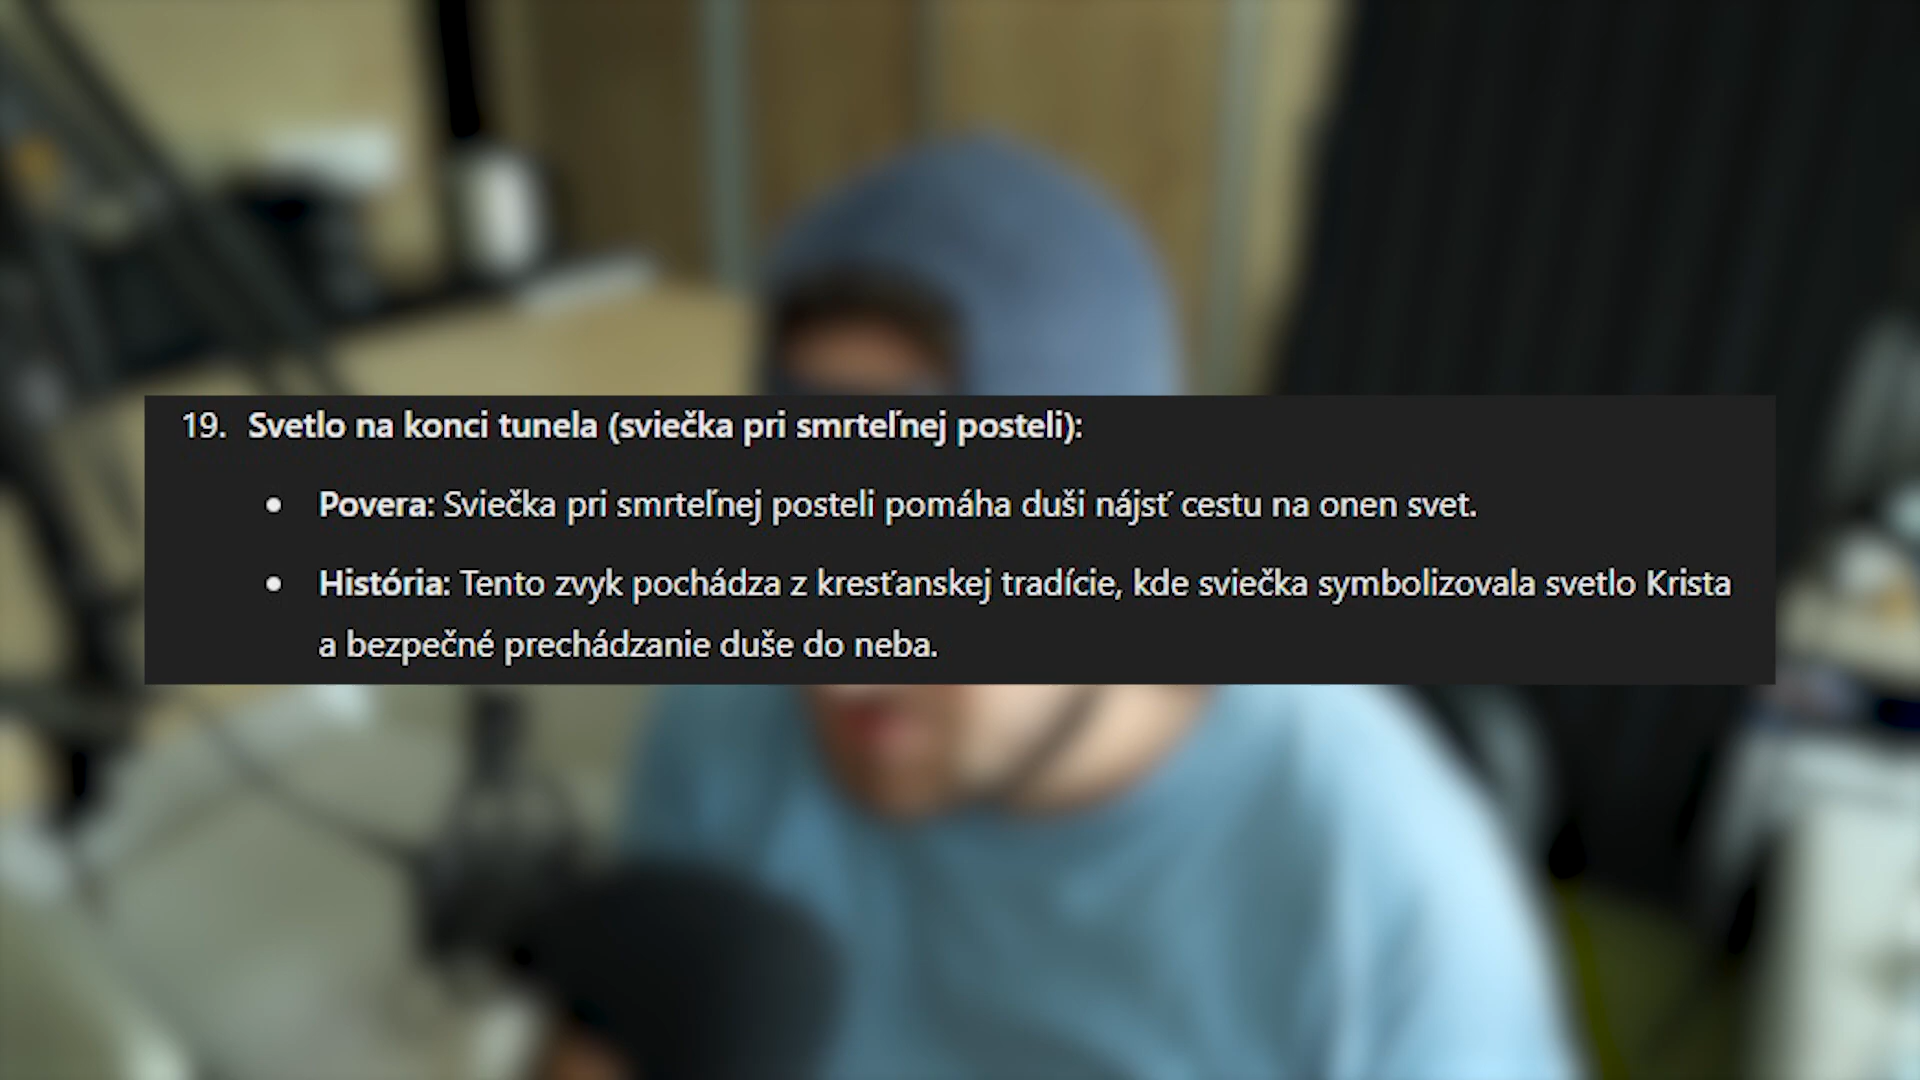 19. Svetlo na konci tunela (sviečka pri smrteľnej posteli):
• Povera: Sviečka pri smrteľnej posteli pomáha duši nájsť cestu na onen svet.
• História: Tento zvyk pochádza z kresťanskej tradície, kde sviečka symbolizovala svetlo Krista
a bezpečné prechádzanie duše do neba.